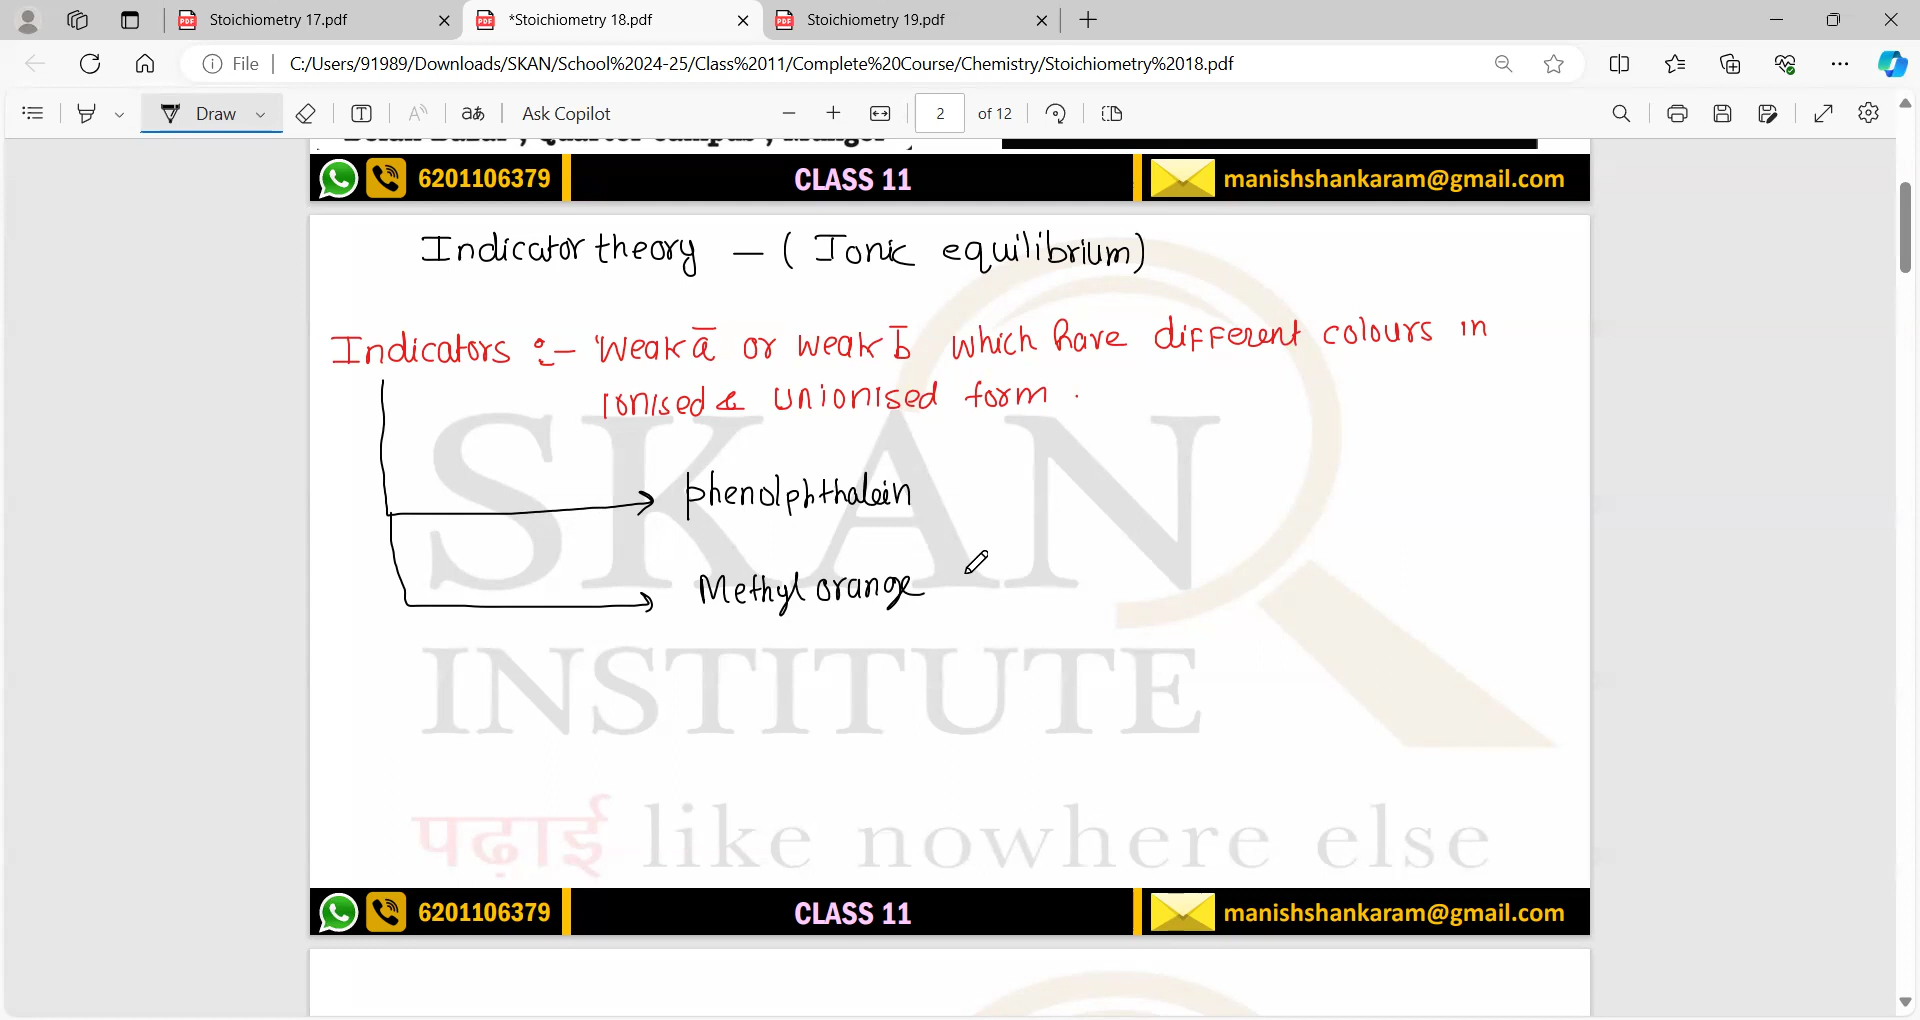 Stoichiometry 17.pdf
*Stoichiometry 18.pdf
Stoichiometry 19.pdf
File
C:/Users/91989/Downloads/SKAN/School%2024-25/Class%2011/Complete%20Course/Chemistry/Stoichiometry%2018.pdf
Draw
aあ
Ask Copilot
2 of 12
6201106379 CLASS 11 manishshankaram@gmail.com
Indicator theory — ( Ionic equilibrium)
Indicators :- Weak a̅ or weak b̅ which have different colours in
ionised & unionised form .
phenolphthalein
Methyl orange
SKAN
INSTITUTE
पढ़ाई like nowhere else
6201106379 CLASS 11 manishshankaram@gmail.com